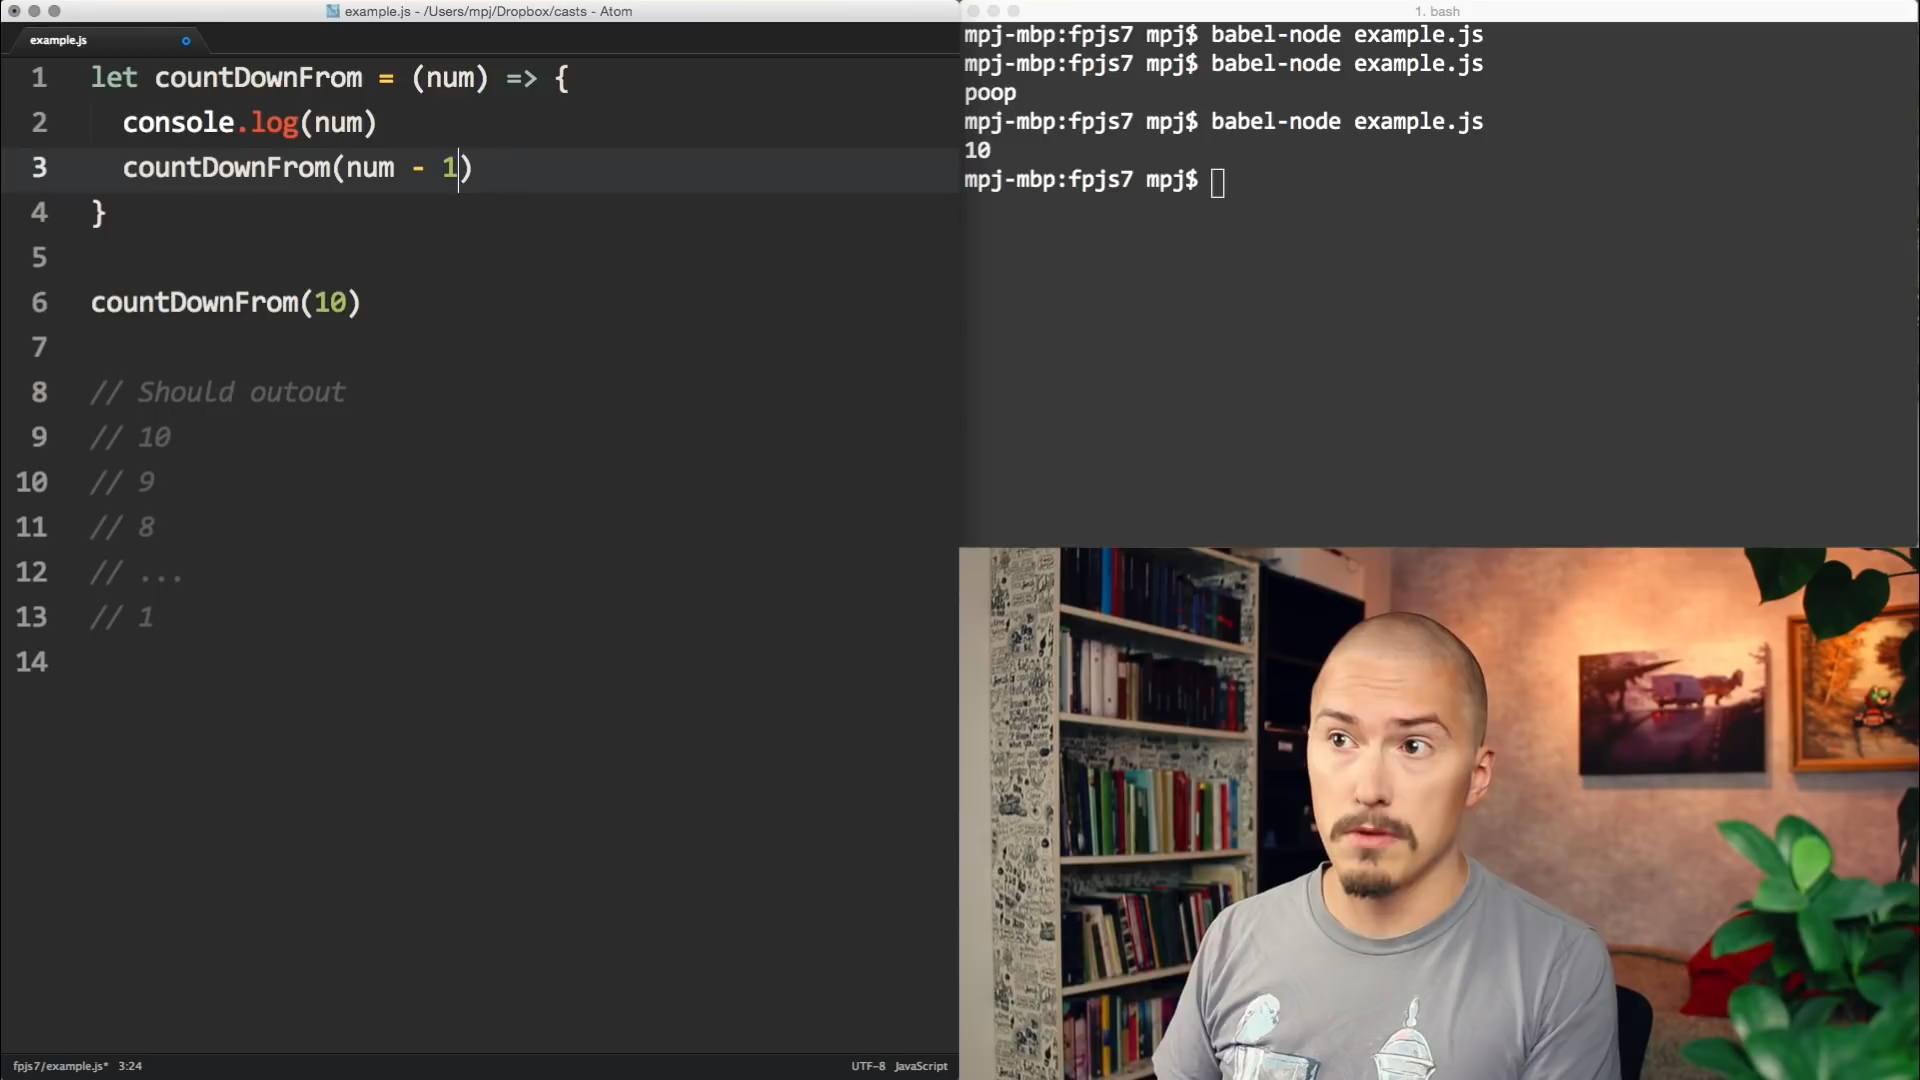 example.js - /Users/mpj/Dropbox/casts - Atom
example.js
1 let countDownFrom = (num) => {
2 console.log(num)
3 countDownFrom(num - 1)
4 }
5
6 countDownFrom(10)
7
8 // Should outout
9 // 10
10 // 9
11 // 8
12 // ...
13 // 1
14
fpjs7/example.js* 3:24
UTF-8 JavaScript
1. bash
mpj-mbp:fpjs7 mpj$ babel-node example.js
mpj-mbp:fpjs7 mpj$ babel-node example.js
poop
mpj-mbp:fpjs7 mpj$ babel-node example.js
10
mpj-mbp:fpjs7 mpj$